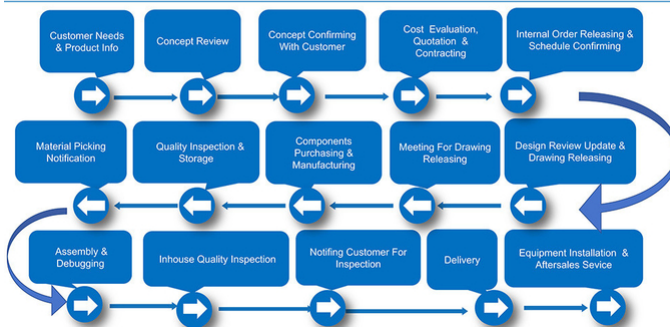 Customer Needs
& Product Info
Concept Review
Concept Confirming
With Customer
Cost Evaluation,
Quotation &
Contracting
Internal Order Releasing &
Schedule Confirming
Material Picking
Notification
Quality Inspection &
Storage
Components
Purchasing &
Manufacturing
Meeting For Drawing
Releasing
Design Review Update &
Drawing Releasing
Assembly &
Debugging
Inhouse Quality Inspection
Notifing Customer For
Inspection
Delivery
Equipment Installation &
Aftersales Sevice